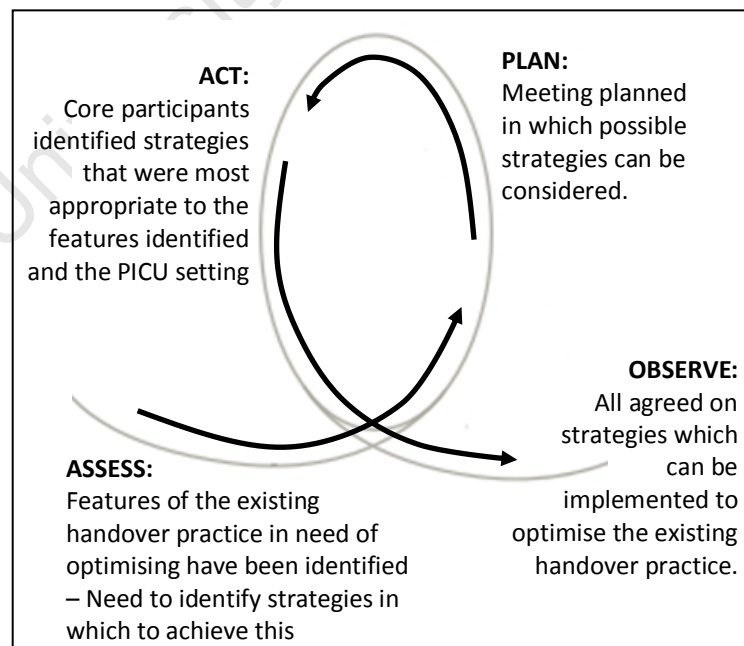 ACT:
Core participants
identified strategies
that were most
appropriate to the
features identified
and the PICU setting
PLAN:
Meeting planned
in which possible
strategies can be
considered.
OBSERVE:
All agreed on
strategies which
can be
implemented to
optimise the existing
handover practice.
ASSESS:
Features of the existing
handover practice in need of
optimising have been identified
– Need to identify strategies in
which to achieve this